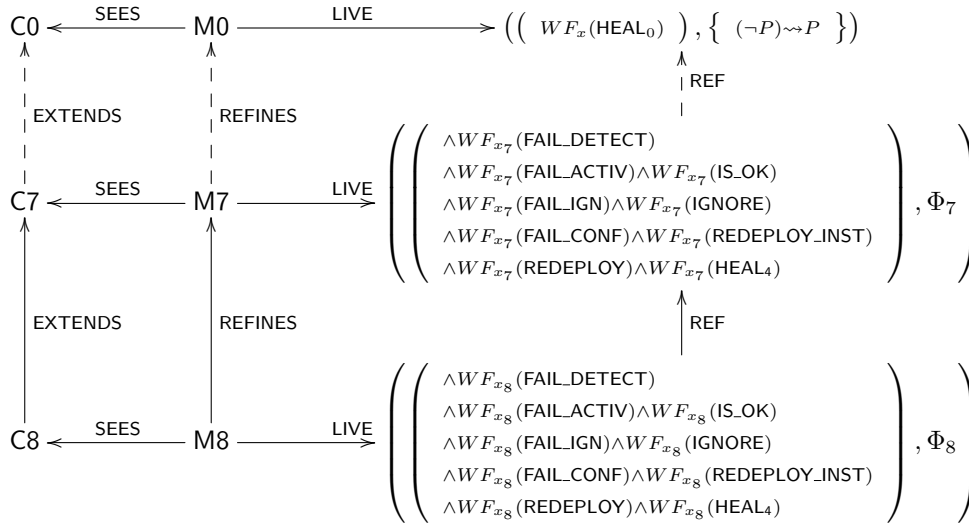 C0 SEES M0 LIVE (( WF_x(HEAL_0) ), { (¬P)⇝P })
EXTENDS REFINES REF
∧WF_{x_7}(FAIL_DETECT)
∧WF_{x_7}(FAIL_ACTIV)∧WF_{x_7}(IS_OK)
C7 SEES M7 LIVE ∧WF_{x_7}(FAIL_IGN)∧WF_{x_7}(IGNORE) , Φ_7
∧WF_{x_7}(FAIL_CONF)∧WF_{x_7}(REDEPLOY_INST)
∧WF_{x_7}(REDEPLOY)∧WF_{x_7}(HEAL_4)
EXTENDS REFINES REF
∧WF_{x_8}(FAIL_DETECT)
∧WF_{x_8}(FAIL_ACTIV)∧WF_{x_8}(IS_OK)
C8 SEES M8 LIVE ∧WF_{x_8}(FAIL_IGN)∧WF_{x_8}(IGNORE) , Φ_8
∧WF_{x_8}(FAIL_CONF)∧WF_{x_8}(REDEPLOY_INST)
∧WF_{x_8}(REDEPLOY)∧WF_{x_8}(HEAL_4)